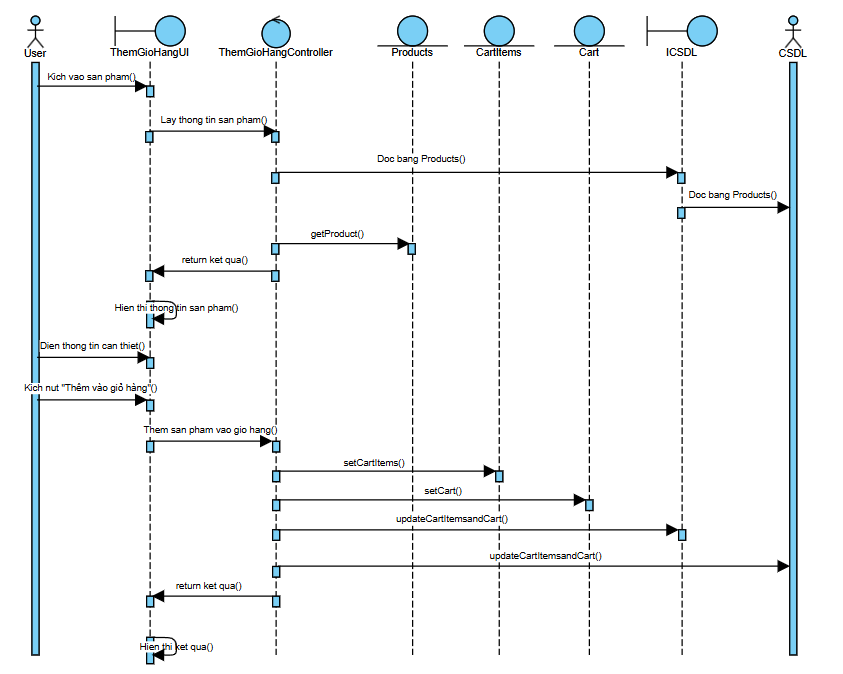 User
ThemGioHangUI
ThemGioHangController
Products
CartItems
Cart
ICSDL
CSDL
Kich vao san pham()
Lay thong tin san pham()
Doc bang Products()
Doc bang Products()
getProduct()
return ket qua()
Hien thi thong tin san pham()
Dien thong tin can thiet()
Kich nut "Thêm vào giỏ hàng"()
Them san pham vao gio hang()
setCartItems()
setCart()
updateCartItemsandCart()
updateCartItemsandCart()
return ket qua()
Hien thi ket qua()